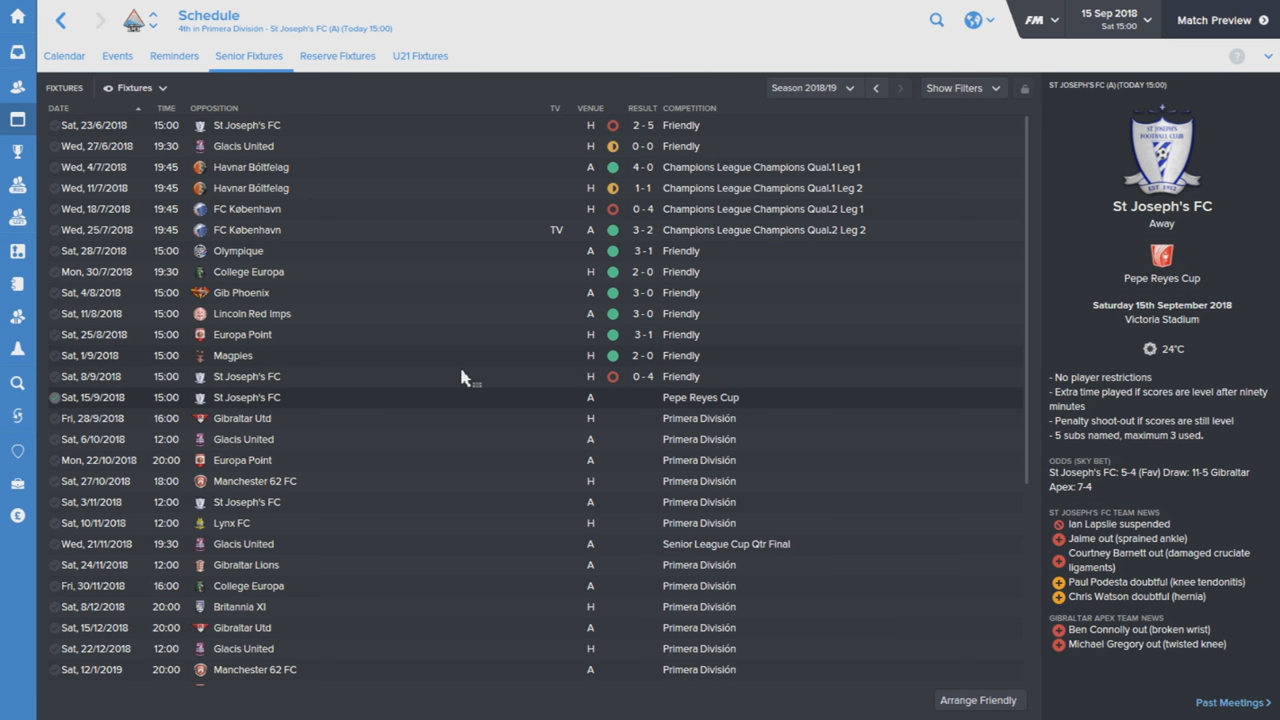 Schedule
4th in Primera División - St Joseph's FC (A) (Today 15:00)
FM
15 Sep 2018
Sat 15:00
Match Preview
Calendar Events Reminders Senior Fixtures Reserve Fixtures U21 Fixtures
?
FIXTURES Fixtures Season 2018/19 Show Filters
DATE TIME OPPOSITION TV VENUE RESULT COMPETITION
Sat, 23/6/2018 15:00 St Joseph's FC H 2 - 5 Friendly
Wed, 27/6/2018 19:30 Glacis United H 0 - 0 Friendly
Wed, 4/7/2018 19:45 Havnar Bóltfelag A 4 - 0 Champions League Champions Qual.1 Leg 1
Wed, 11/7/2018 19:45 Havnar Bóltfelag H 1 - 1 Champions League Champions Qual.1 Leg 2
Wed, 18/7/2018 19:45 FC København H 0 - 4 Champions League Champions Qual.2 Leg 1
Wed, 25/7/2018 19:45 FC København TV A 3 - 2 Champions League Champions Qual.2 Leg 2
Sat, 28/7/2018 15:00 Olympique A 3 - 1 Friendly
Mon, 30/7/2018 19:30 College Europa H 2 - 0 Friendly
Sat, 4/8/2018 15:00 Gib Phoenix A 3 - 0 Friendly
Sat, 11/8/2018 15:00 Lincoln Red Imps A 3 - 0 Friendly
Sat, 25/8/2018 15:00 Europa Point H 3 - 1 Friendly
Sat, 1/9/2018 15:00 Magpies H 2 - 0 Friendly
Sat, 8/9/2018 15:00 St Joseph's FC H 0 - 4 Friendly
Sat, 15/9/2018 15:00 St Joseph's FC A Pepe Reyes Cup
Fri, 28/9/2018 16:00 Gibraltar Utd H Primera División
Sat, 6/10/2018 12:00 Glacis United A Primera División
Mon, 22/10/2018 20:00 Europa Point A Primera División
Sat, 27/10/2018 18:00 Manchester 62 FC H Primera División
Sat, 3/11/2018 12:00 St Joseph's FC A Primera División
Sat, 10/11/2018 12:00 Lynx FC H Primera División
Wed, 21/11/2018 19:30 Glacis United A Senior League Cup Qtr Final
Sat, 24/11/2018 12:00 Gibraltar Lions A Primera División
Fri, 30/11/2018 16:00 College Europa A Primera División
Sat, 8/12/2018 20:00 Britannia XI H Primera División
Sat, 15/12/2018 20:00 Gibraltar Utd A Primera División
Sat, 22/12/2018 12:00 Glacis United H Primera División
Sat, 12/1/2019 20:00 Manchester 62 FC A Primera División
Arrange Friendly
ST JOSEPH'S FC (A) (TODAY 15:00)
ST JOSEPH'S
FOOTBALL CLUB
EST 1912
St Joseph's FC
Away
Pepe Reyes Cup
Saturday 15th September 2018
Victoria Stadium
24°C
- No player restrictions
- Extra time played if scores are level after ninety
minutes
- Penalty shoot-out if scores are still level
- 5 subs named, maximum 3 used.
ODDS (SKY BET)
St Joseph's FC: 5-4 (Fav) Draw: 11-5 Gibraltar
Apex: 7-4
ST JOSEPH'S FC TEAM NEWS
Ian Lapslie suspended
Jaime out (sprained ankle)
Courtney Barnett out (damaged cruciate
ligaments)
Paul Podesta doubtful (knee tendonitis)
Chris Watson doubtful (hernia)
GIBRALTAR APEX TEAM NEWS
Ben Connolly out (broken wrist)
Michael Gregory out (twisted knee)
Past Meetings >